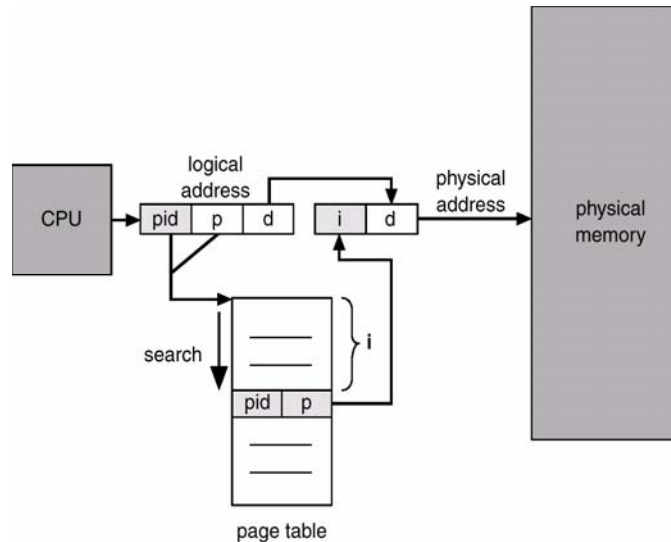 logical
address
CPU
pid p d
i d
physical
address
physical
memory
search
i
pid p
page table